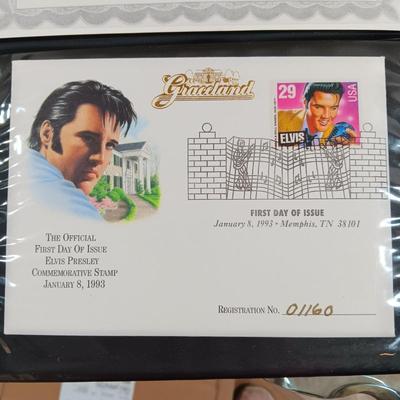 Graceland
29
USA
ELVIS
FIRST DAY OF ISSUE
January 8, 1993 • Memphis, TN 38101
THE OFFICIAL
FIRST DAY OF ISSUE
ELVIS PRESLEY
COMMEMORATIVE STAMP
JANUARY 8, 1993
REGISTRATION NO. 01160